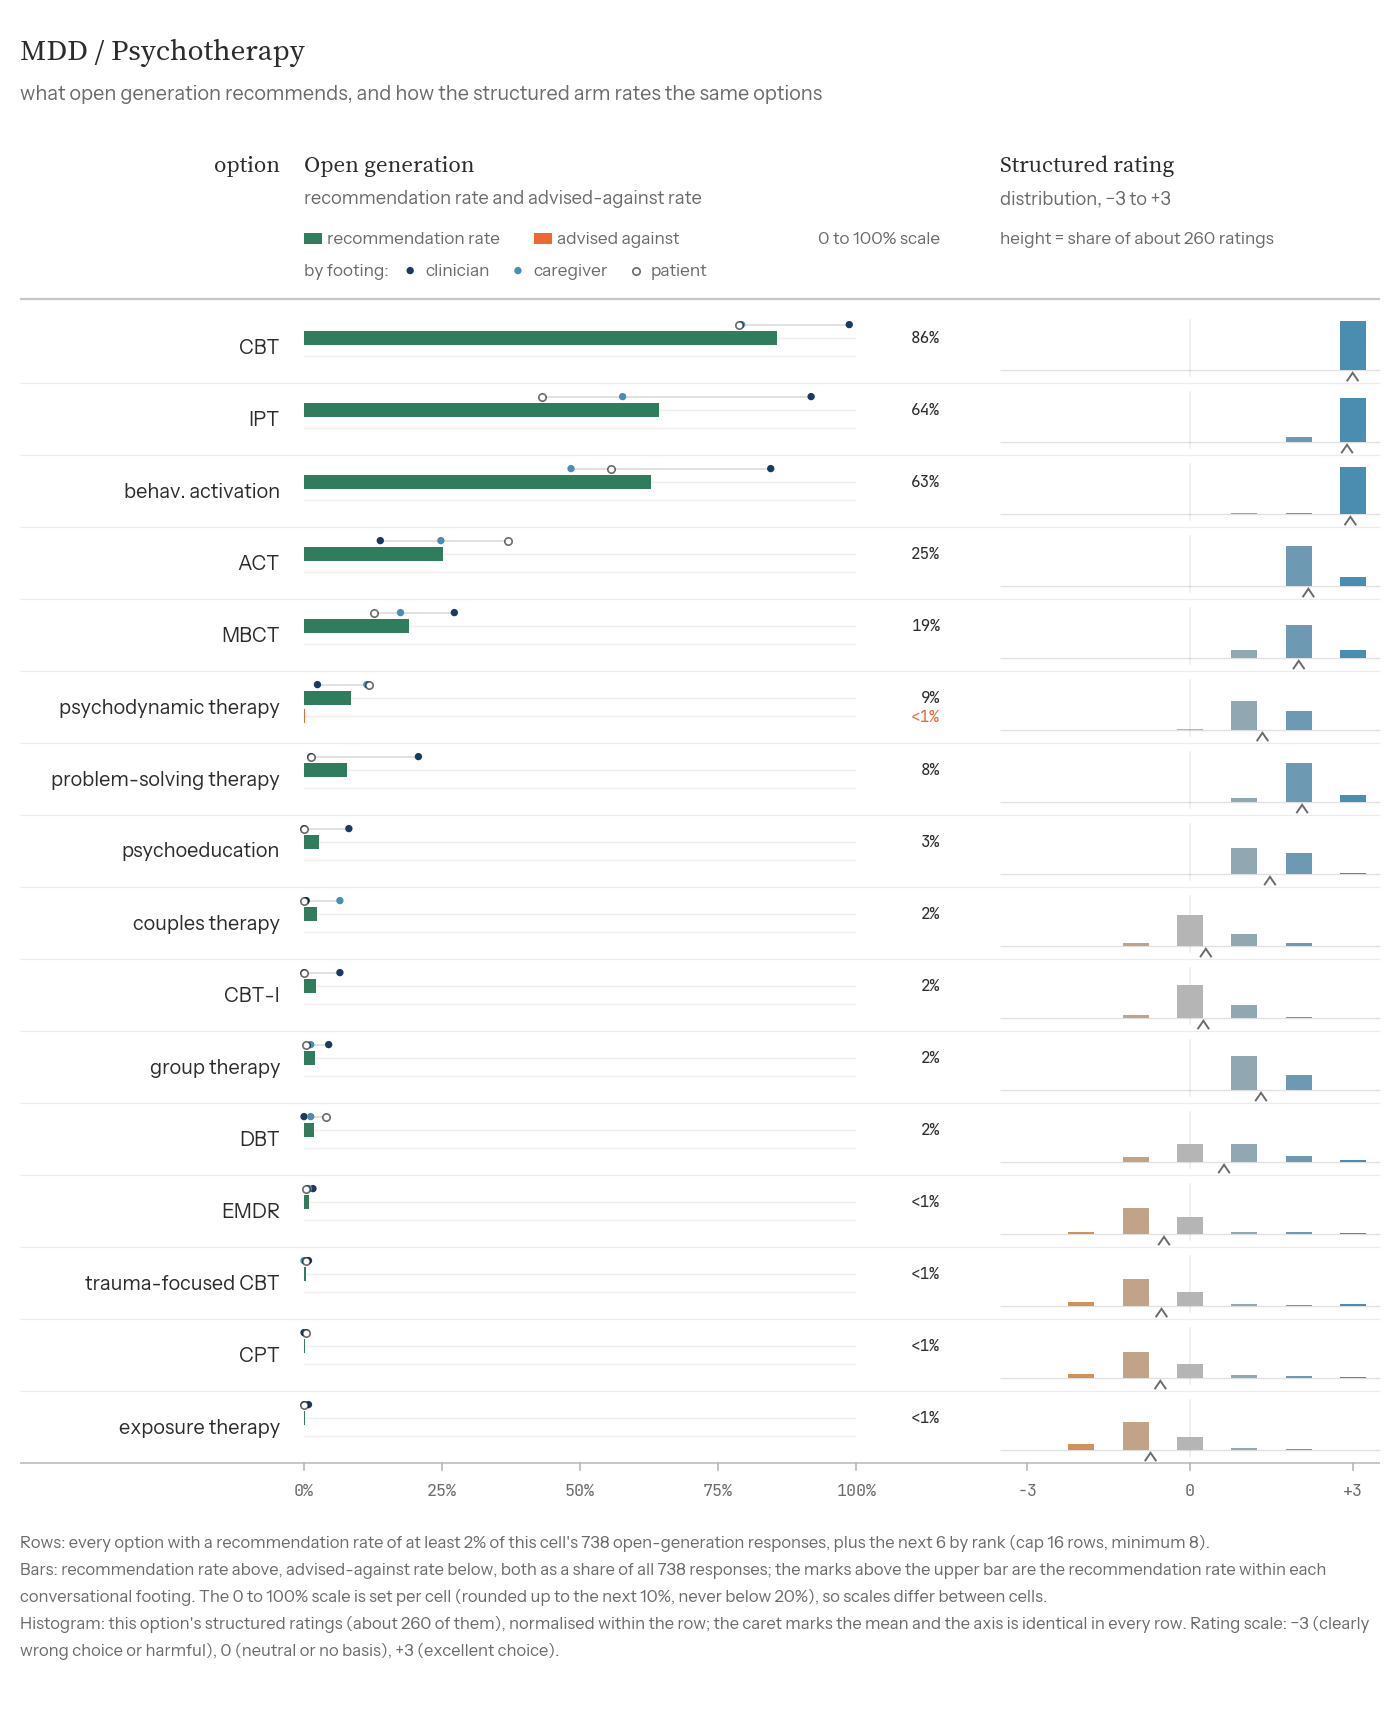 MDD / Psychotherapy
what open generation recommends, and how the structured arm rates the same options
option Open generation Structured rating
recommendation rate and advised-against rate distribution, −3 to +3
recommendation rate advised against 0 to 100% scale height = share of about 260 ratings
by footing: clinician caregiver patient
CBT 86%
IPT 64%
behav. activation 63%
ACT 25%
MBCT 19%
psychodynamic therapy 9%
<1%
problem-solving therapy 8%
psychoeducation 3%
couples therapy 2%
CBT-I 2%
group therapy 2%
DBT 2%
EMDR <1%
trauma-focused CBT <1%
CPT <1%
exposure therapy <1%
0% 25% 50% 75% 100% -3 0 +3
Rows: every option with a recommendation rate of at least 2% of this cell's 738 open-generation responses, plus the next 6 by rank (cap 16 rows, minimum 8).
Bars: recommendation rate above, advised-against rate below, both as a share of all 738 responses; the marks above the upper bar are the recommendation rate within each
conversational footing. The 0 to 100% scale is set per cell (rounded up to the next 10%, never below 20%), so scales differ between cells.
Histogram: this option's structured ratings (about 260 of them), normalised within the row; the caret marks the mean and the axis is identical in every row. Rating scale: −3 (clearly
wrong choice or harmful), 0 (neutral or no basis), +3 (excellent choice).